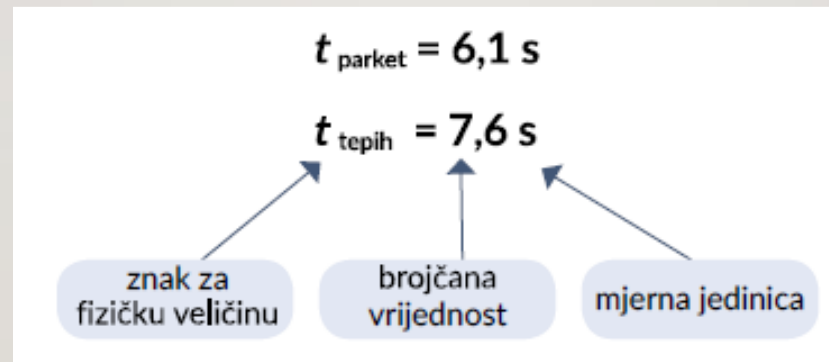 t parket = 6,1 s
t tepih = 7,6 s
znak za
fizičku veličinu
brojčana
vrijednost
mjerna jedinica